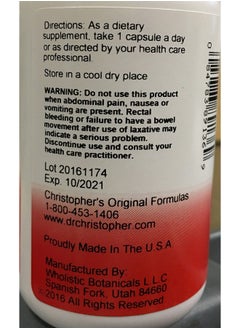 Directions: As a dietary
supplement, take 1 capsule a day
or as directed by your health care
professional.
Store in a cool dry place
WARNING: Do not use this product
when abdominal pain, nausea or
vomiting are present. Rectal
bleeding or failure to have a bowel
movement after use of laxative may
indicate a serious problem.
Discontinue use and consult your
health care practitioner.
Lot 20161174
Exp. 10/2021
Christopher's Original Formulas
1-800-453-1406
www.drchristopher.com
Proudly Made In The U.S.A
Manufactured By:
Wholistic Botanicals L L C
Spanish Fork, Utah 84660
©2016 All Rights Reserved